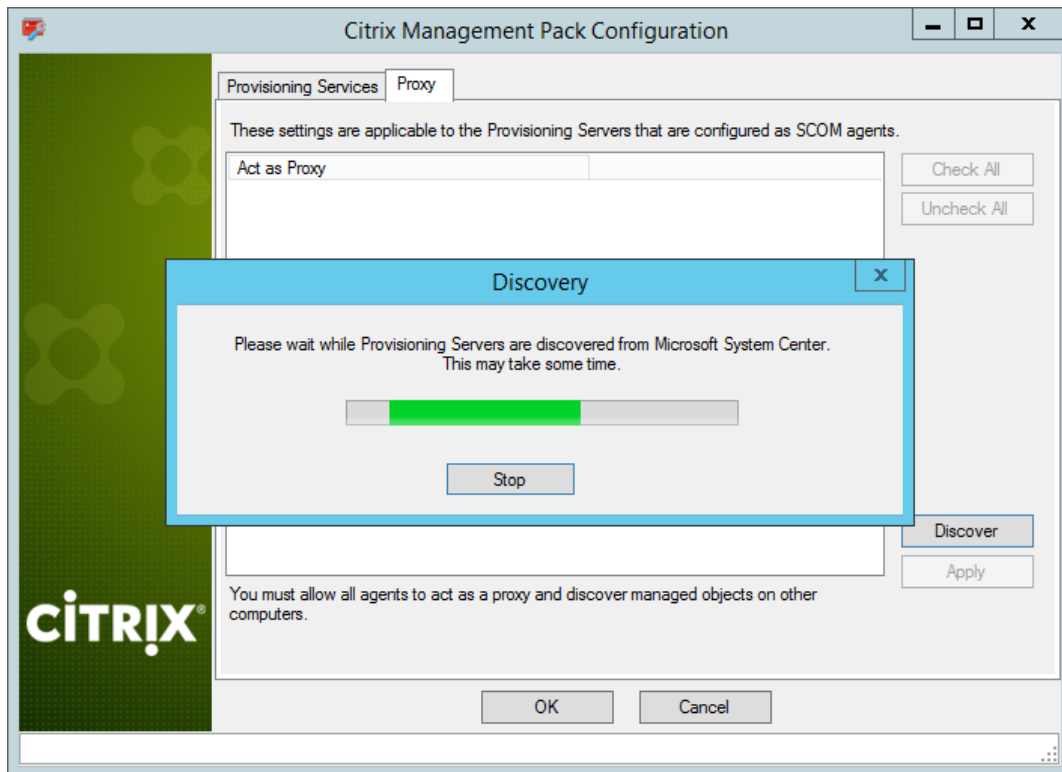 Citrix Management Pack Configuration
Provisioning Services
Proxy
These settings are applicable to the Provisioning Servers that are configured as SCOM agents.
Act as Proxy
Check All
Uncheck All
Discovery
Please wait while Provisioning Servers are discovered from Microsoft System Center.
This may take some time.
Stop
Discover
Apply
You must allow all agents to act as a proxy and discover managed objects on other
computers.
CITRIX®
OK
Cancel